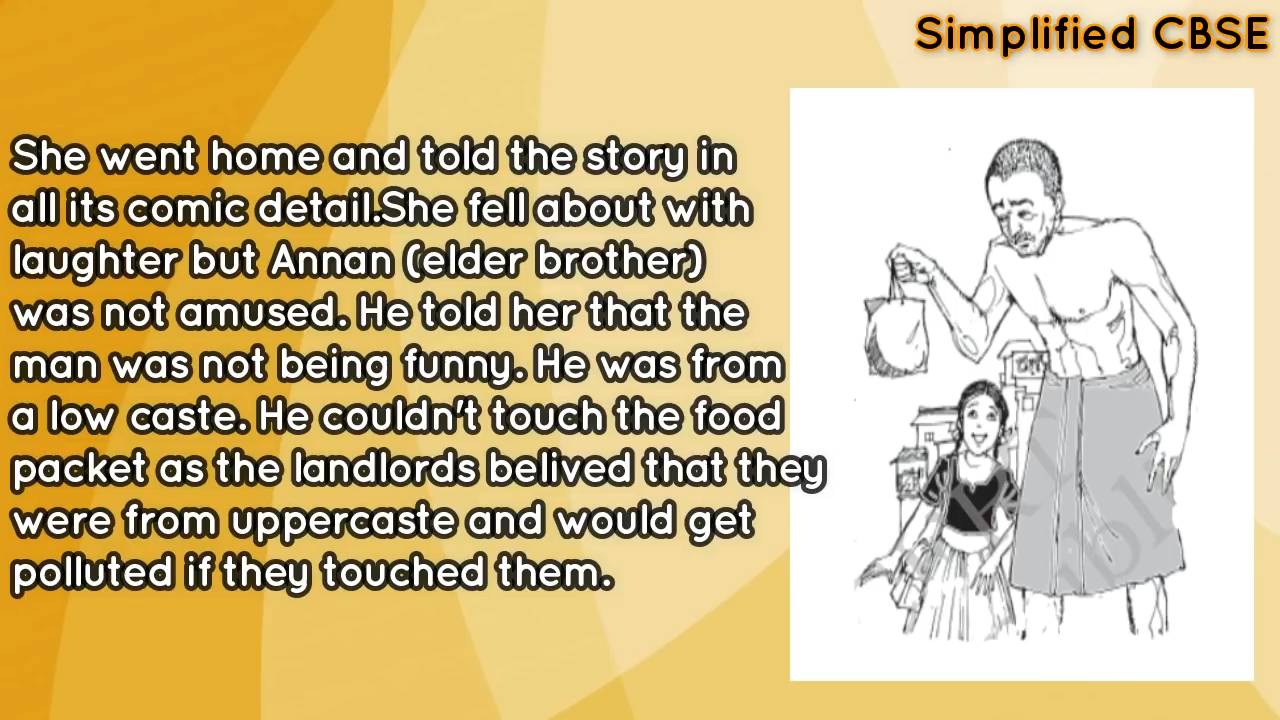 Simplified CBSE
She went home and told the story in
all its comic detail.She fell about with
laughter but Annan (elder brother)
was not amused. He told her that the
man was not being funny. He was from
a low caste. He couldn't touch the food
packet as the landlords belived that they
were from uppercaste and would get
polluted if they touched them.